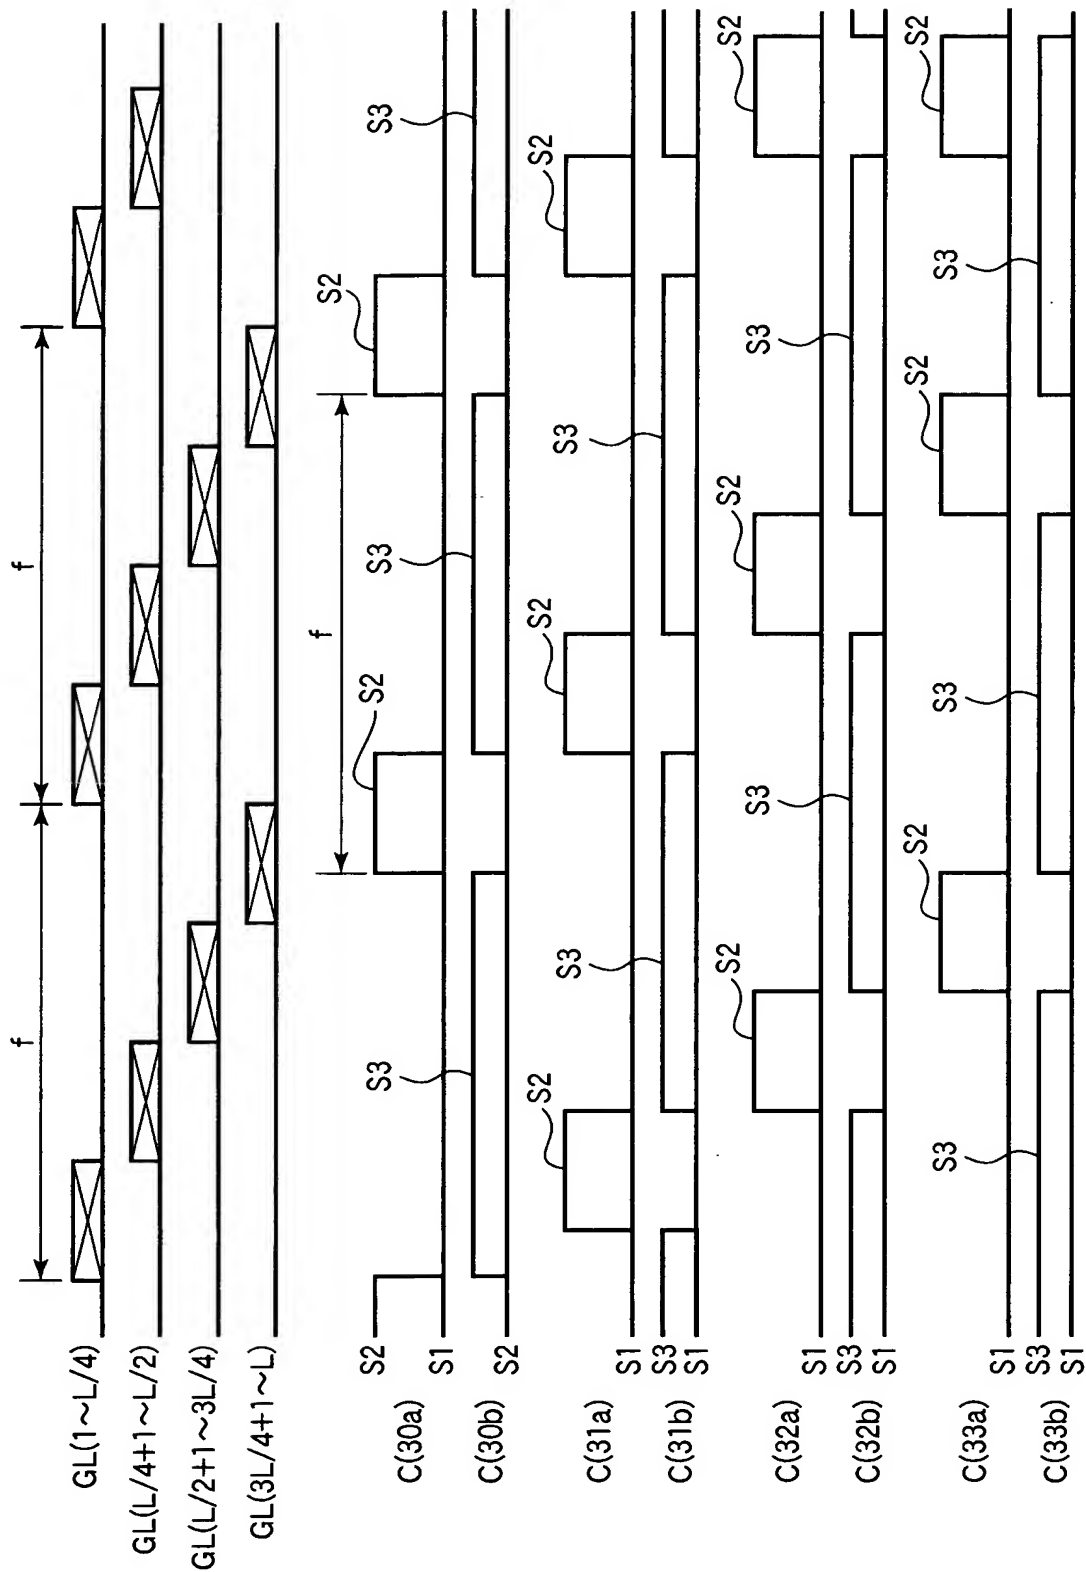 f f
GL(1~L/4)
GL(L/4+1~L/2)
GL(L/2+1~3L/4)
GL(3L/4+1~L)
f
S2 S2 S2
S3 S3 S3
C(30a) S1
C(30b) S2
S2 S2 S2
S3 S3
C(31a) S1
S3
C(31b) S1
S2 S2 S2
S3 S3
C(32a) S1
S3
C(32b) S1
S2 S2 S2
S3 S3 S3
C(33a) S1
S3
C(33b) S1